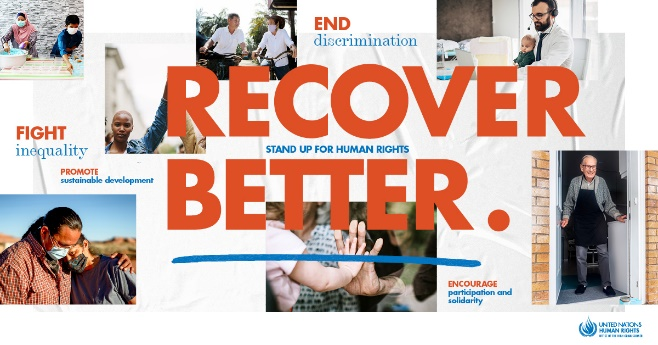 END
discrimination
RECOVER
FIGHT
inequality
STAND UP FOR HUMAN RIGHTS
PROMOTE
sustainable development
BETTER.
ENCOURAGE
participation and
solidarity
UNITED NATIONS
HUMAN RIGHTS